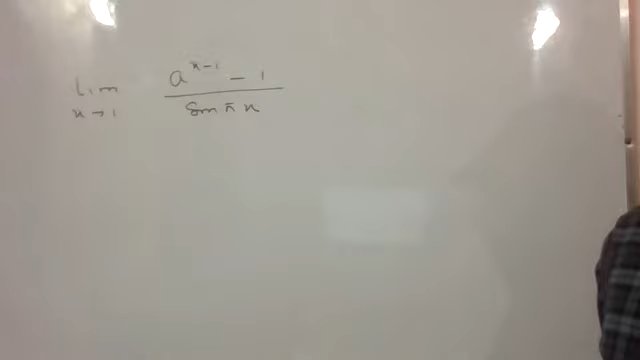 lim a^{x-1} - 1
x→1 sin π x